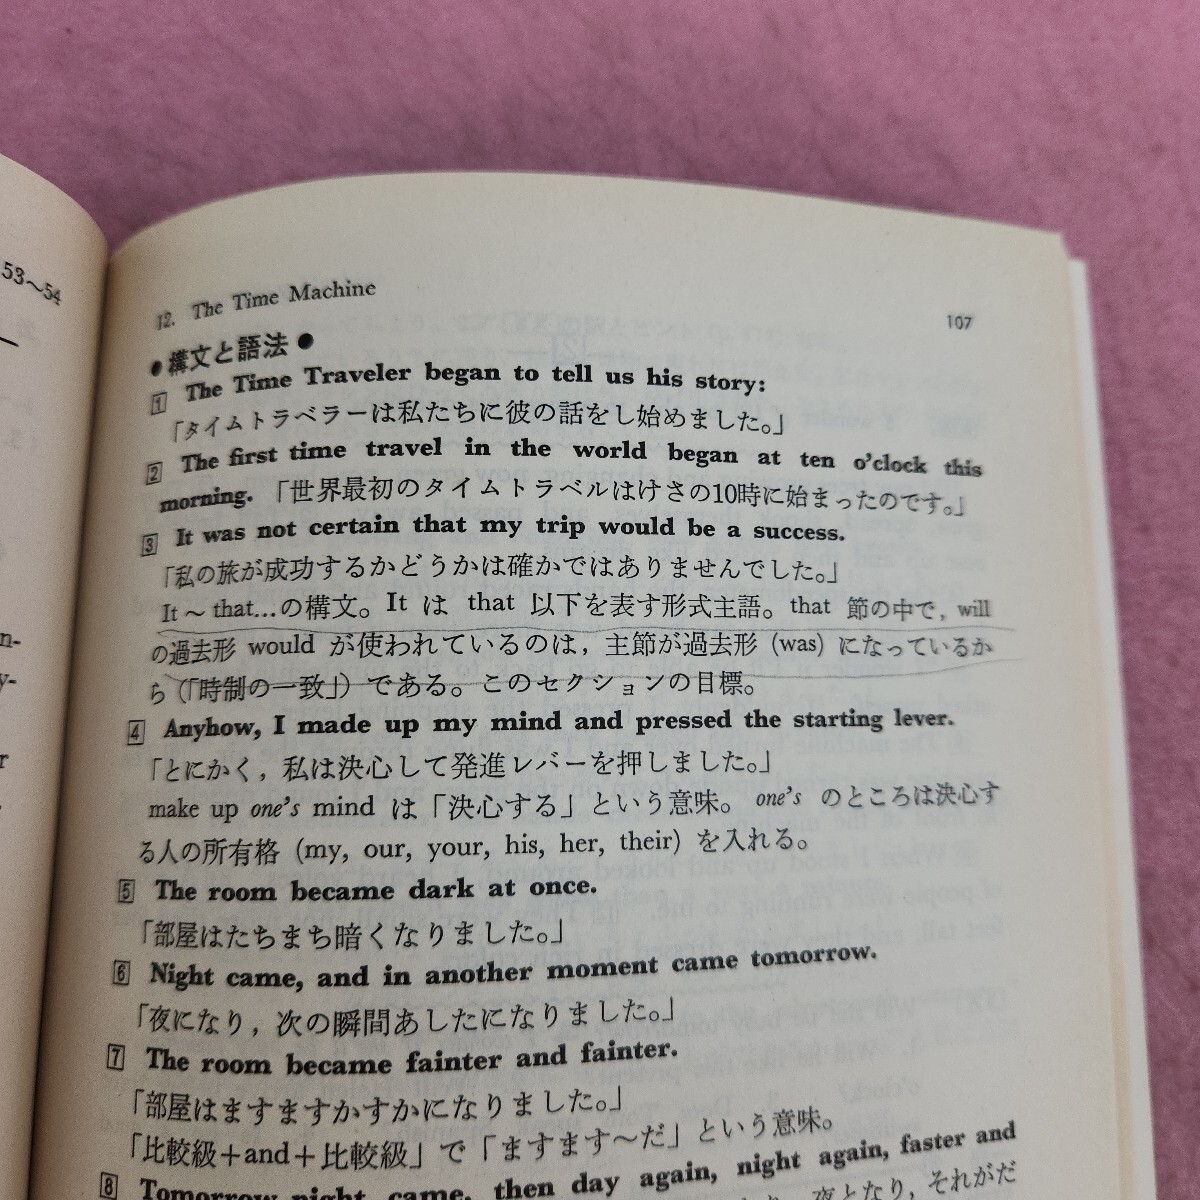 53～54
12. The Time Machine
107
●構文と語法●
1 The Time Traveler began to tell us his story:
「タイムトラベラーは私たちに彼の話をし始めました。」
2 The first time travel in the world began at ten o'clock this
morning. 「世界最初のタイムトラベルはけさの10時に始まったのです。」
3 It was not certain that my trip would be a success.
「私の旅が成功するかどうかは確かではありませんでした。」
It～that...の構文。It は that 以下を表す形式主語。that 節の中で, will
の過去形 would が使われているのは, 主節が過去形 (was) になっているか
ら (「時制の一致」) である。このセクションの目標。
4 Anyhow, I made up my mind and pressed the starting lever.
「とにかく, 私は決心して発進レバーを押しました。」
make up one's mind は「決心する」という意味。one's のところは決心す
る人の所有格 (my, our, your, his, her, their) を入れる。
5 The room became dark at once.
「部屋はたちまち暗くなりました。」
6 Night came, and in another moment came tomorrow.
「夜になり, 次の瞬間あしたになりました。」
7 The room became fainter and fainter.
「部屋はますますかすかになりました。」
「比較級＋and＋比較級」で「ますます～だ」という意味。
8 Tomorrow night came, then day again, night again, faster and
夜となり, それがだ